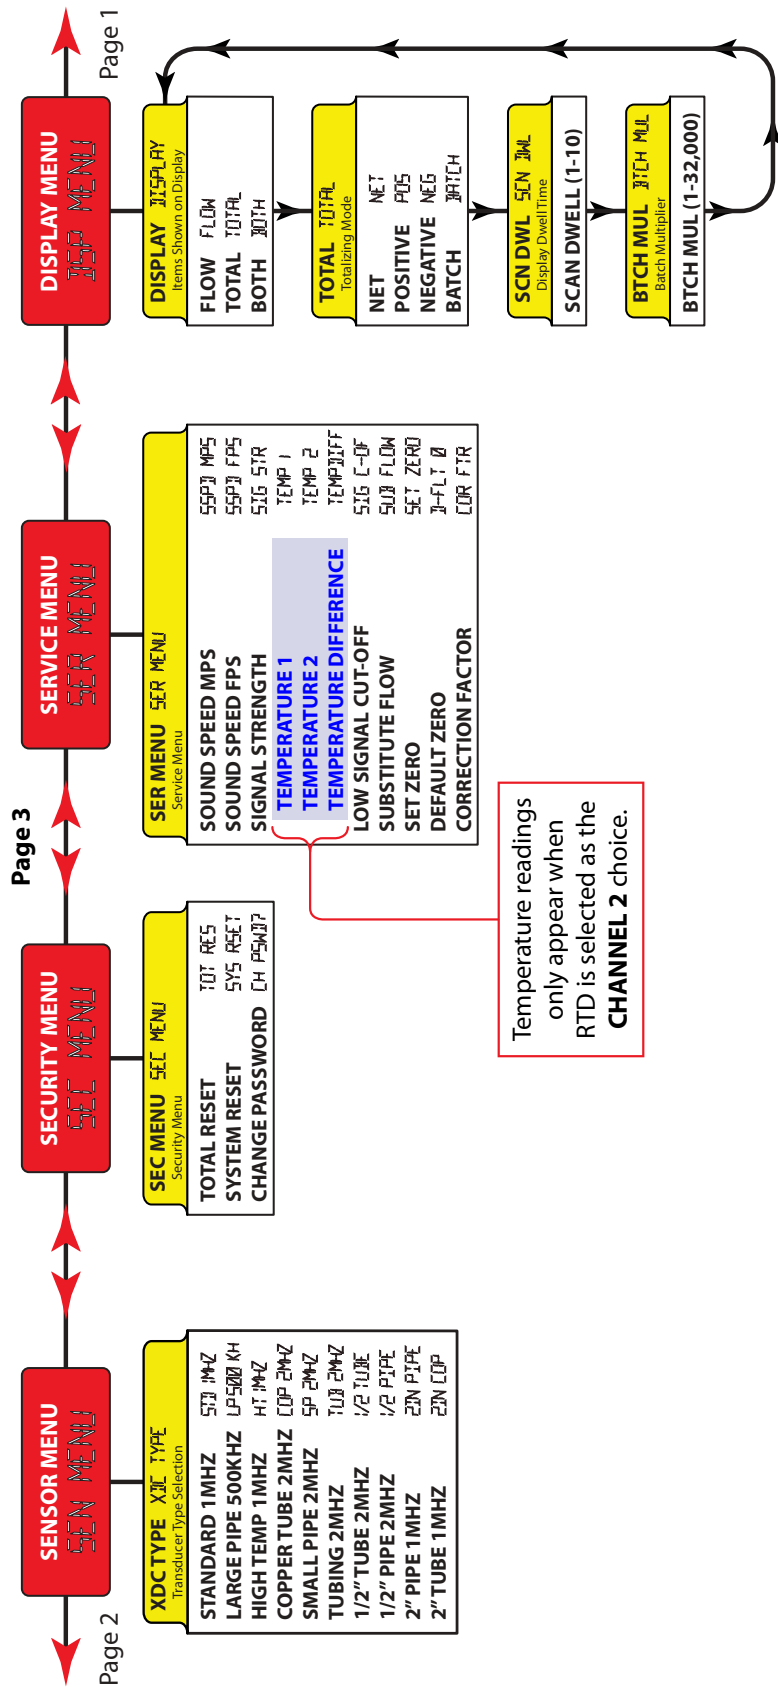 Page 3
Page 2
SENSOR MENU
SEN MENU
XDC TYPE XDC TYPE
Transducer Type Selection
STANDARD 1MHZ STD 1MHZ
LARGE PIPE 500KHZ LP500 KH
HIGH TEMP 1MHZ HT 1MHZ
COPPER TUBE 2MHZ COP 2MHZ
SMALL PIPE 2MHZ SP 2MHZ
TUBING 2MHZ TUB 2MHZ
1/2" TUBE 2MHZ 1/2 TUBE
1/2" PIPE 2MHZ 1/2 PIPE
2" PIPE 1MHZ 2IN PIPE
2" TUBE 1MHZ 2IN COP
SECURITY MENU
SEC MENU
SEC MENU SEC MENU
Security Menu
TOTAL RESET TOT RES
SYSTEM RESET SYS RSET
CHANGE PASSWORD CH PSWD?
SERVICE MENU
SER MENU
SER MENU SER MENU
Service Menu
SOUND SPEED MPS SSPD MPS
SOUND SPEED FPS SSPD FPS
SIGNAL STRENGTH SIG STR
TEMPERATURE 1 TEMP 1
TEMPERATURE 2 TEMP 2
TEMPERATURE DIFFERENCE TEMPDIFF
LOW SIGNAL CUT-OFF SIG C-OF
SUBSTITUTE FLOW SUB FLOW
SET ZERO SET ZERO
DEFAULT ZERO D-FLT 0
CORRECTION FACTOR COR FTR
Temperature readings
only appear when
RTD is selected as the
CHANNEL 2 choice.
DISPLAY MENU
DSP MENU
Page 1
DISPLAY DISPLAY
Items Shown on Display
FLOW FLOW
TOTAL TOTAL
BOTH BOTH
TOTAL TOTAL
Totalizing Mode
NET NET
POSITIVE POS
NEGATIVE NEG
BATCH BATCH
SCN DWL SCN DWL
Display Dwell Time
SCAN DWELL (1-10)
BTCH MUL BTCH MUL
Batch Multiplier
BTCH MUL (1-32,000)